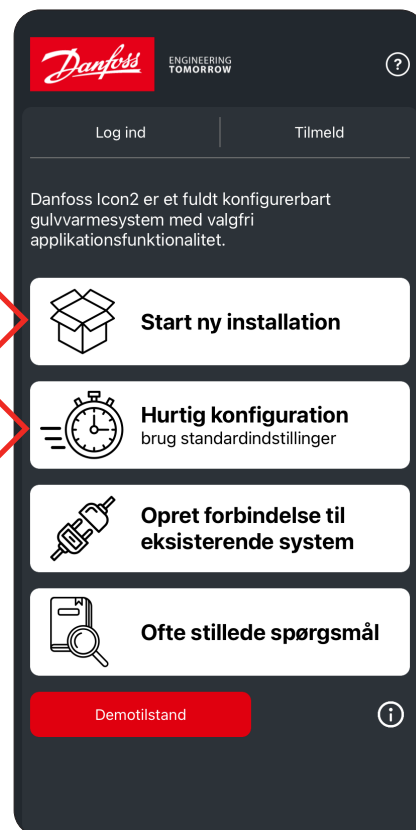 Danfoss
ENGINEERING
TOMORROW
?
Log ind
Tilmeld
Danfoss Icon2 er et fuldt konfigurerbart
gulvvarmesystem med valgfri
applikationsfunktionalitet.
Start ny installation
Hurtig konfiguration
brug standardindstillinger
Opret forbindelse til
eksisterende system
Ofte stillede spørgsmål
Demotilstand
i